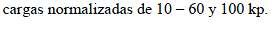 cargas normalizadas de 10 – 60 y 100 kp.